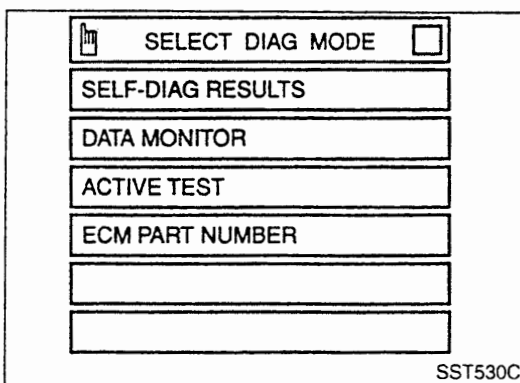 SELECT DIAG MODE
SELF-DIAG RESULTS
DATA MONITOR
ACTIVE TEST
ECM PART NUMBER
SST530C